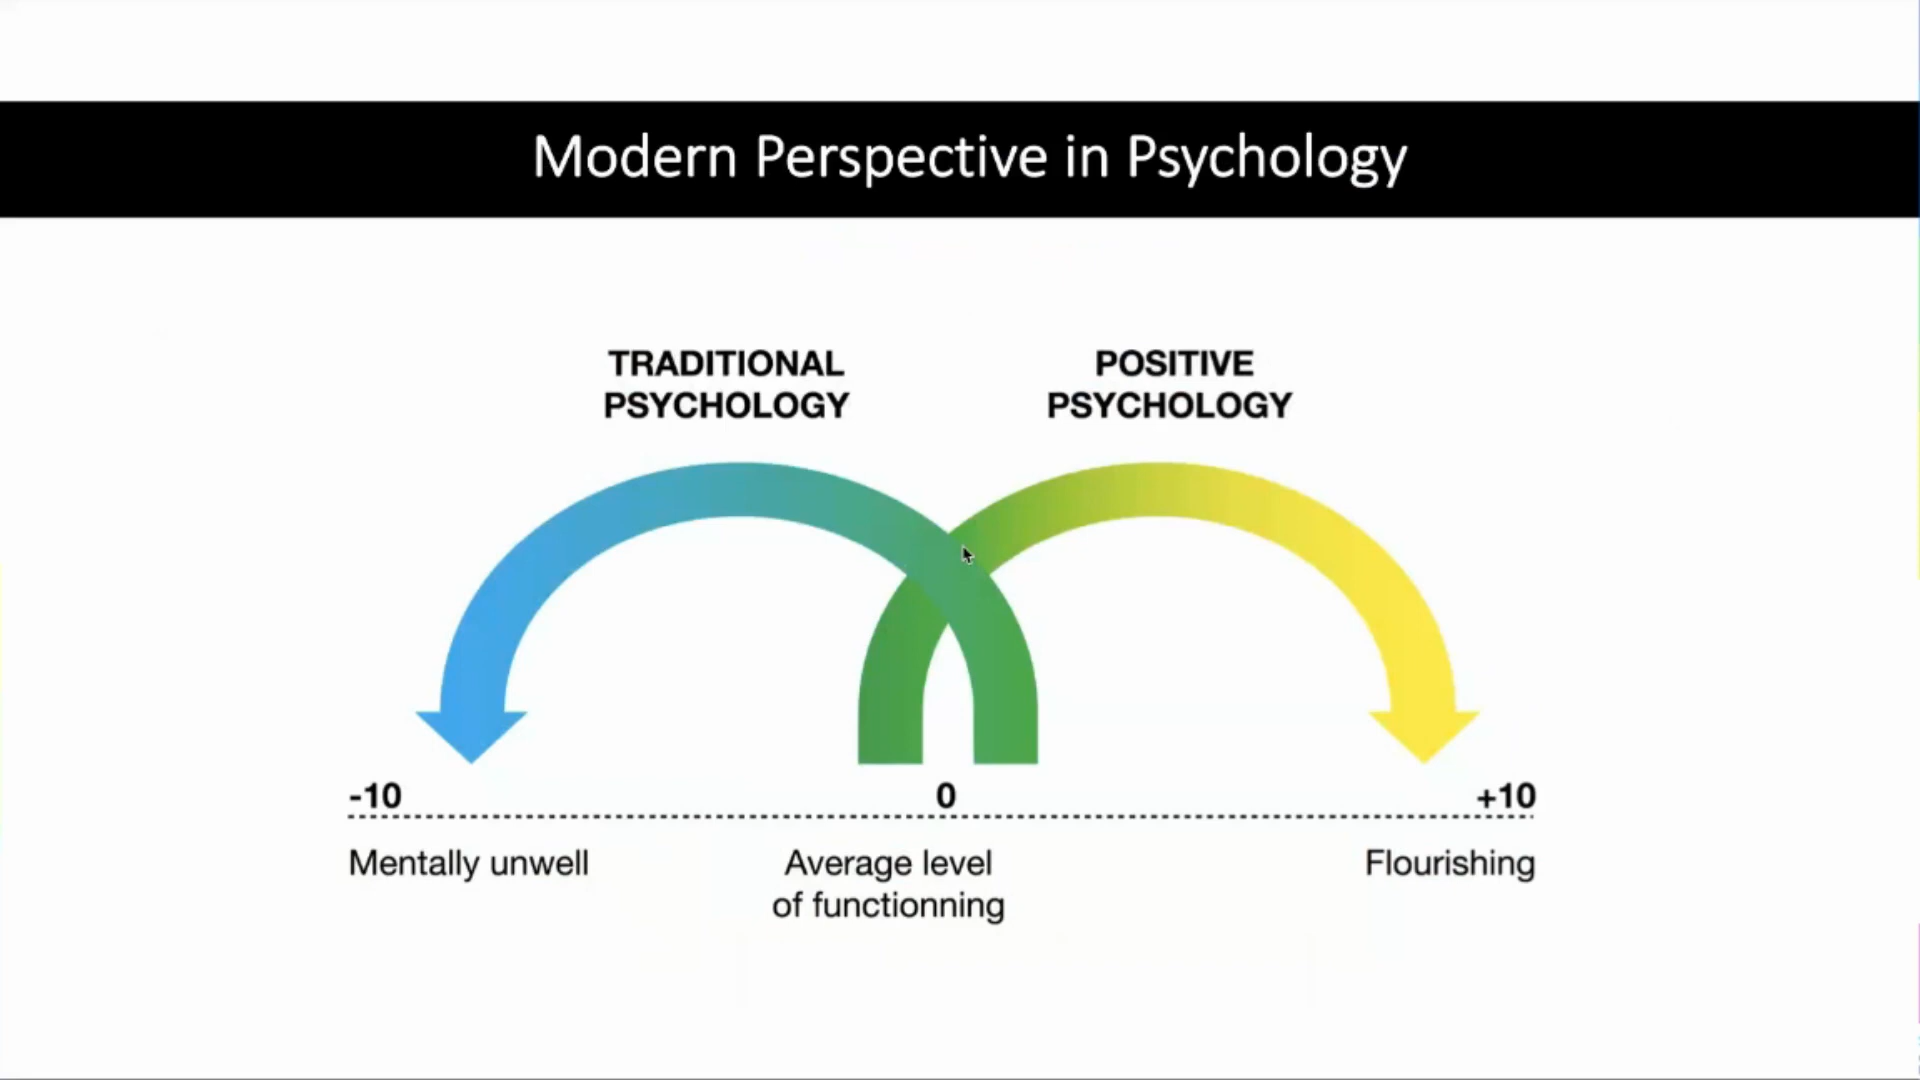 Modern Perspective in Psychology
TRADITIONAL
PSYCHOLOGY
POSITIVE
PSYCHOLOGY
-10
0
+10
Mentally unwell
Average level
of functionning
Flourishing